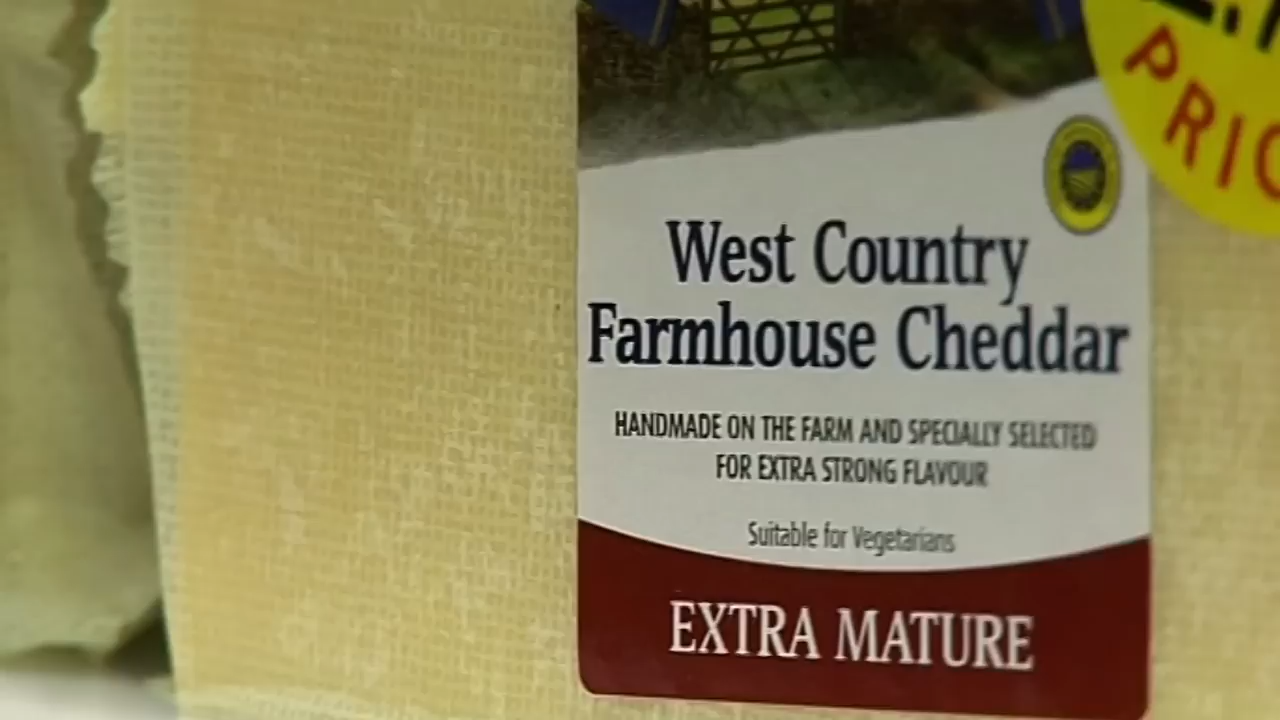 PRIC
West Country
Farmhouse Cheddar
HANDMADE ON THE FARM AND SPECIALLY SELECTED
FOR EXTRA STRONG FLAVOUR
Suitable for Vegetarians
EXTRA MATURE